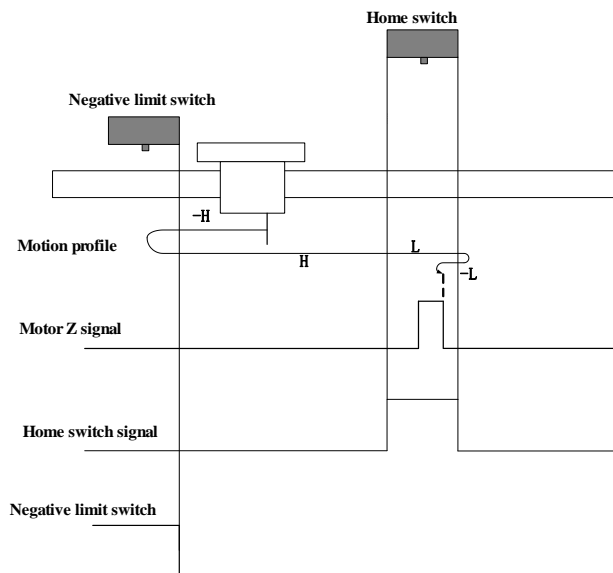 Home switch
Negative limit switch
-H
Motion profile
L
H
-L
Motor Z signal
Home switch signal
Negative limit switch